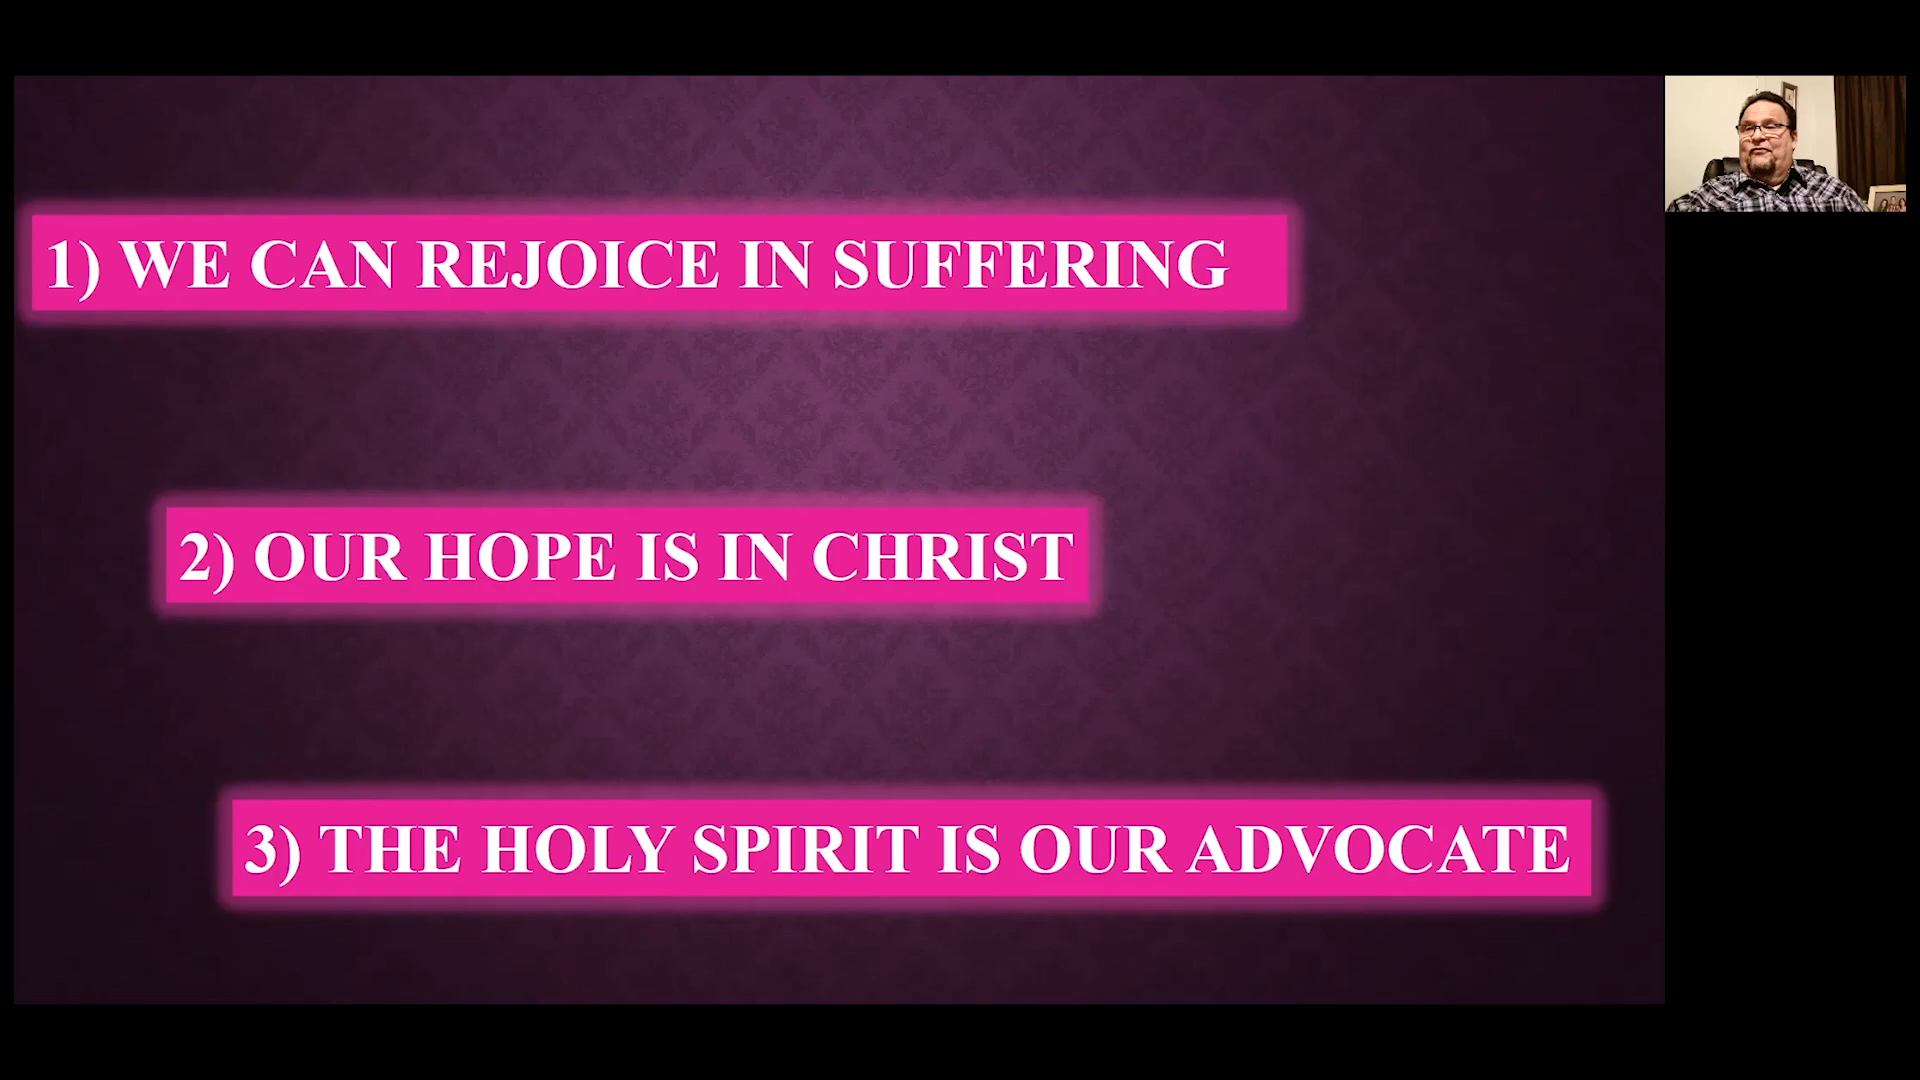 1) WE CAN REJOICE IN SUFFERING
2) OUR HOPE IS IN CHRIST
3) THE HOLY SPIRIT IS OUR ADVOCATE